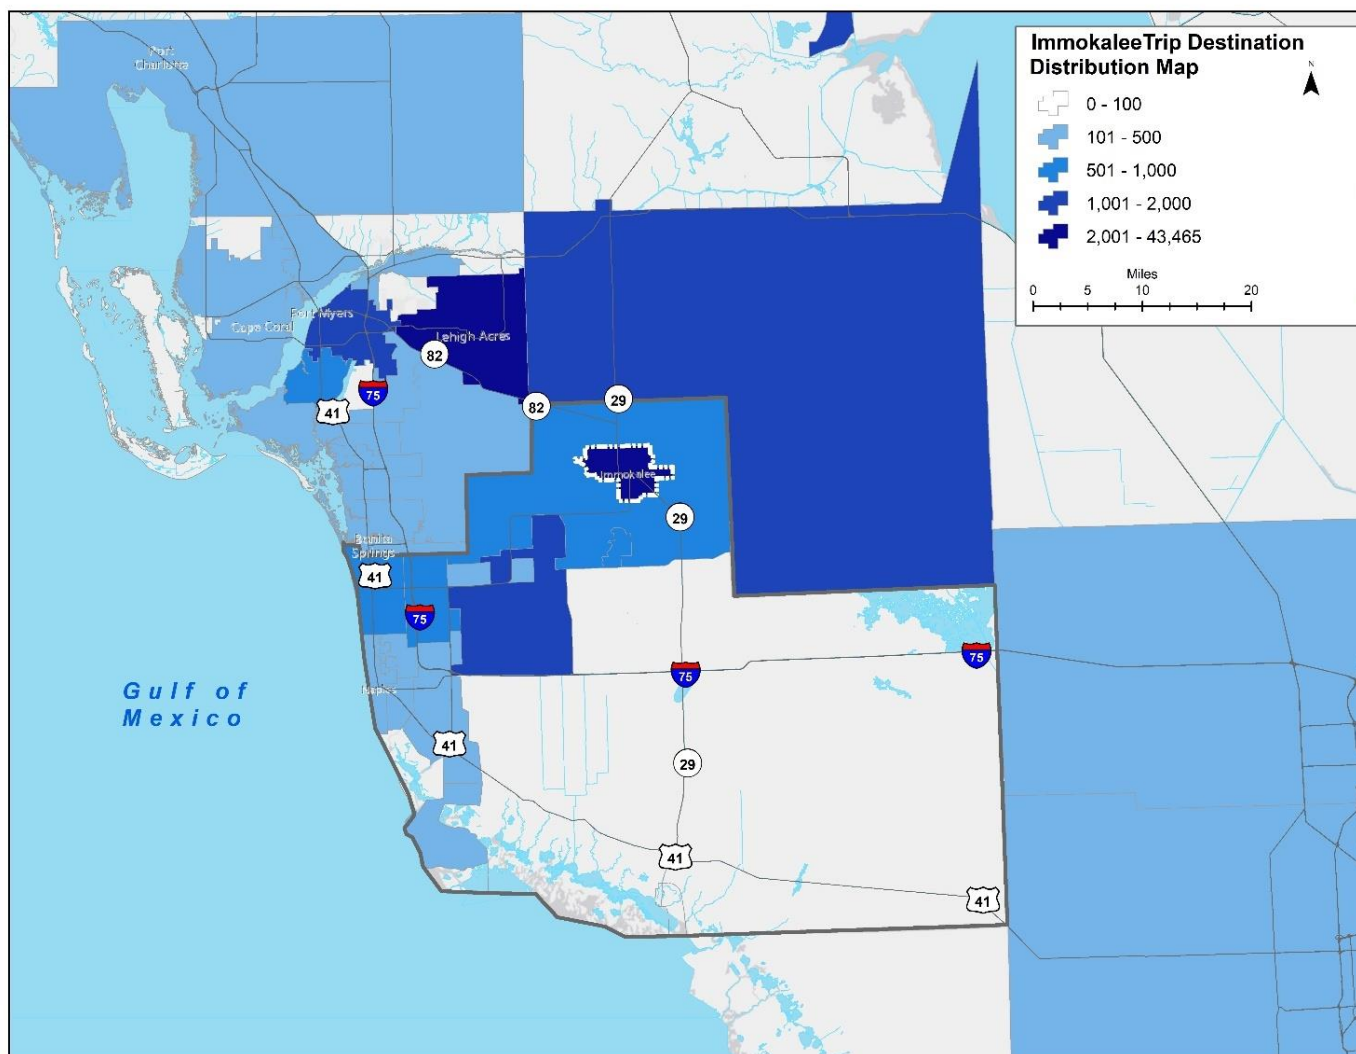 ImmokaleeTrip Destination
Distribution Map
N
0 - 100
101 - 500
501 - 1,000
1,001 - 2,000
2,001 - 43,465
Miles
0 5 10 20
Port
Charlotte
Fort Myers
Cape Coral
Lehigh Acres
82
75
41
82
29
Immokalee
29
Bonita
Springs
41
75
75
75
Naples
Gulf of
Mexico
41
29
41
41